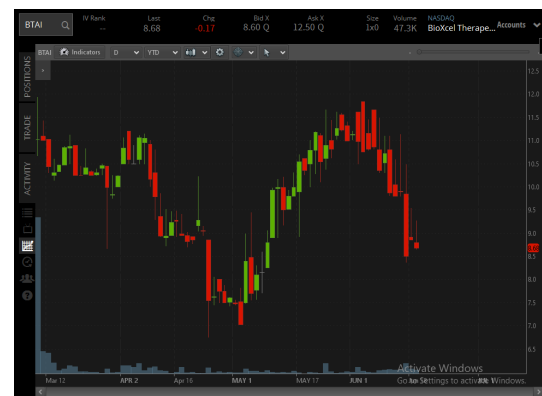 BTAI IV Rank Last Chg Bid X Ask X Size Volume NASDAQ
-- 8.68 -0.17 8.60 Q 12.50 Q 1x0 47.3K BioXcel Therape... Accounts
BTAI Indicators D YTD
POSITIONS
TRADE
ACTIVITY
12.5
11.5
11.0
10.5
10.0
9.5
9.0
8.5
8.0
7.5
7.0
6.5
Activate Windows
Go to Settings to activate Windows.
Mar 12 APR 2 Apr 16 MAY 1 MAY 17 JUN 1